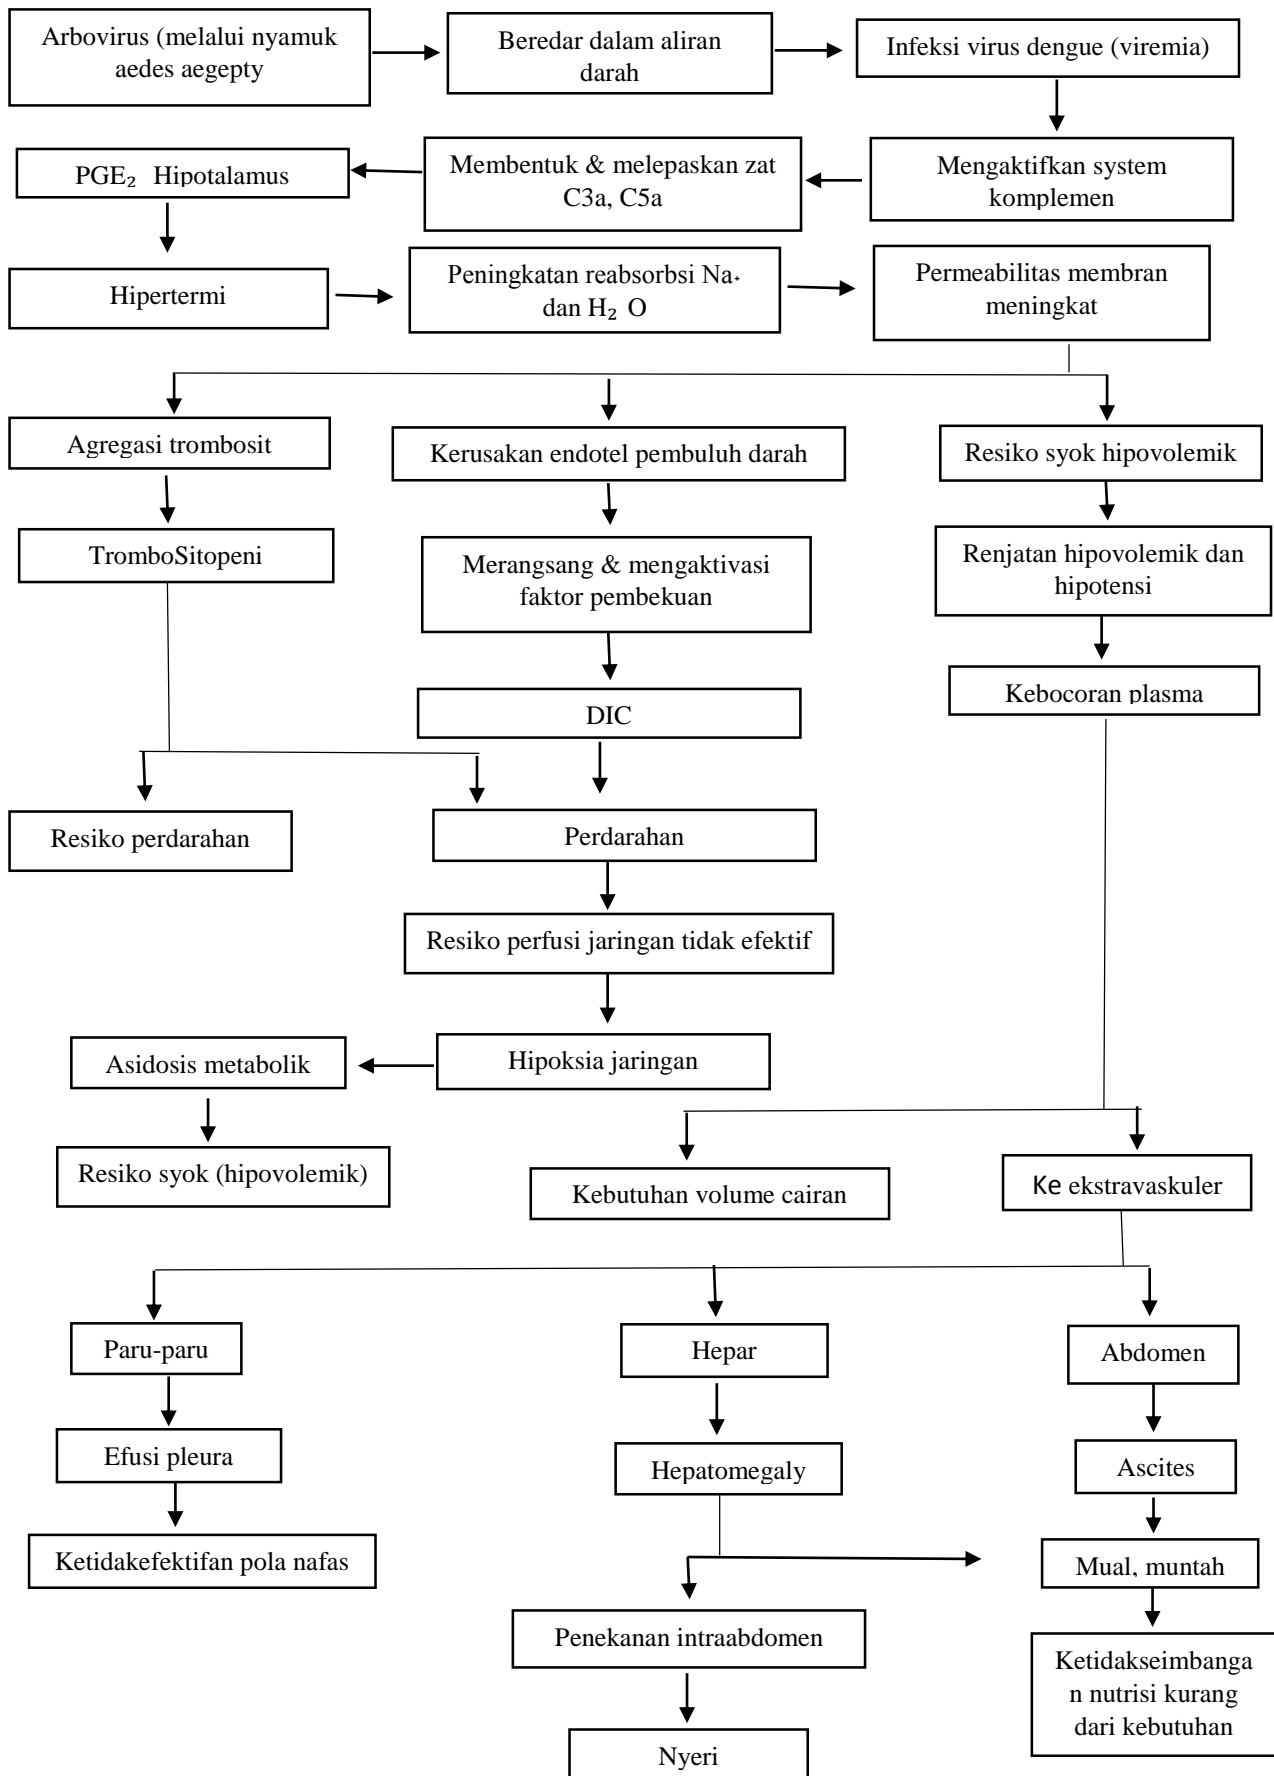 Arbovirus (melalui nyamuk
aedes aegepty
Beredar dalam aliran
darah
Infeksi virus dengue (viremia)
PGE₂ Hipotalamus
Membentuk & melepaskan zat
C3a, C5a
Mengaktifkan system
komplemen
Hipertermi
Peningkatan reabsorbsi Na⁺
dan H₂ O
Permeabilitas membran
meningkat
Agregasi trombosit
Kerusakan endotel pembuluh darah
Resiko syok hipovolemik
TromboSitopeni
Merangsang & mengaktivasi
faktor pembekuan
Renjatan hipovolemik dan
hipotensi
DIC
Kebocoran plasma
Resiko perdarahan
Perdarahan
Resiko perfusi jaringan tidak efektif
Asidosis metabolik
Hipoksia jaringan
Resiko syok (hipovolemik)
Kebutuhan volume cairan
Ke ekstravaskuler
Paru-paru
Hepar
Abdomen
Efusi pleura
Hepatomegaly
Ascites
Ketidakefektifan pola nafas
Mual, muntah
Penekanan intraabdomen
Ketidakseimbanga
n nutrisi kurang
dari kebutuhan
Nyeri